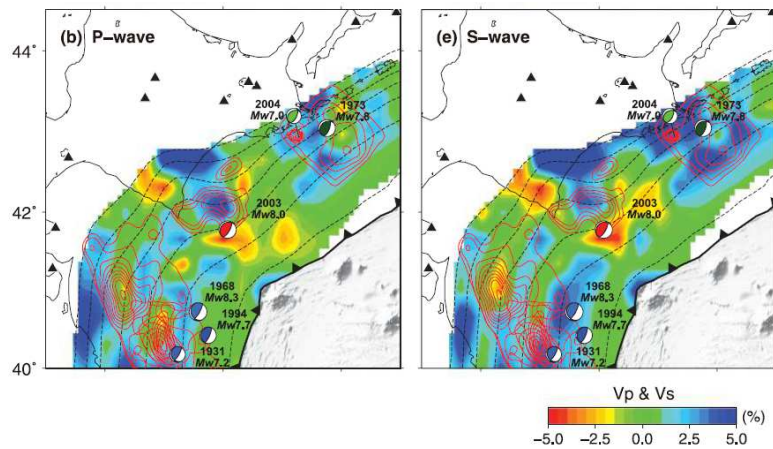 44°
42°
40°
(b) P-wave
2004
Mw7.0
1973
Mw7.8
2003
Mw8.0
1968
Mw8.3
1994
Mw7.7
1931
Mw7.2
(e) S-wave
2004
Mw7.0
1973
Mw7.8
2003
Mw8.0
1968
Mw8.3
1994
Mw7.7
1931
Mw7.2
Vp & Vs
(%)
−5.0 −2.5 0.0 2.5 5.0